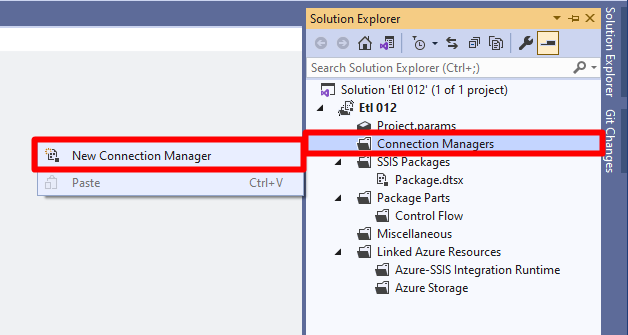 Solution Explorer
Search Solution Explorer (Ctrl+;)
Solution 'Etl 012' (1 of 1 project)
Etl 012
Project.params
Connection Managers
SSIS Packages
Package.dtsx
Package Parts
Control Flow
Miscellaneous
Linked Azure Resources
Azure-SSIS Integration Runtime
Azure Storage
New Connection Manager
Paste Ctrl+V
Solution Explorer
Git Changes